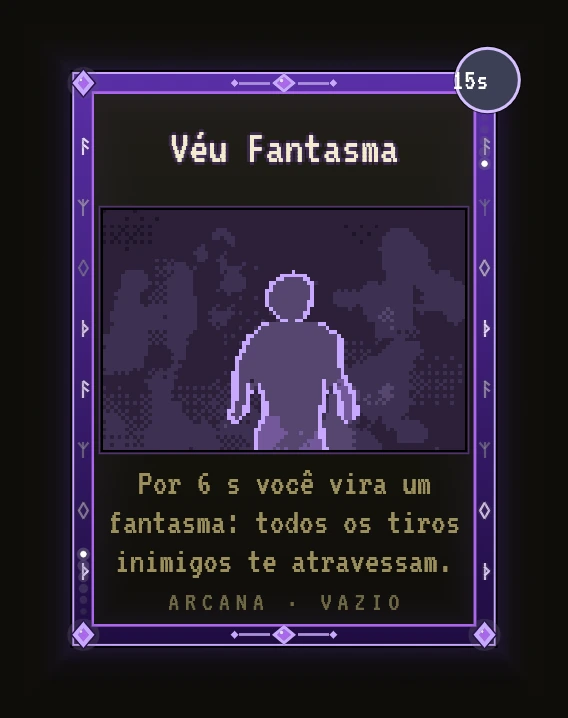 15s
Véu Fantasma
Por 6 s você vira um
fantasma: todos os tiros
inimigos te atravessam.
ARCANA · VAZIO